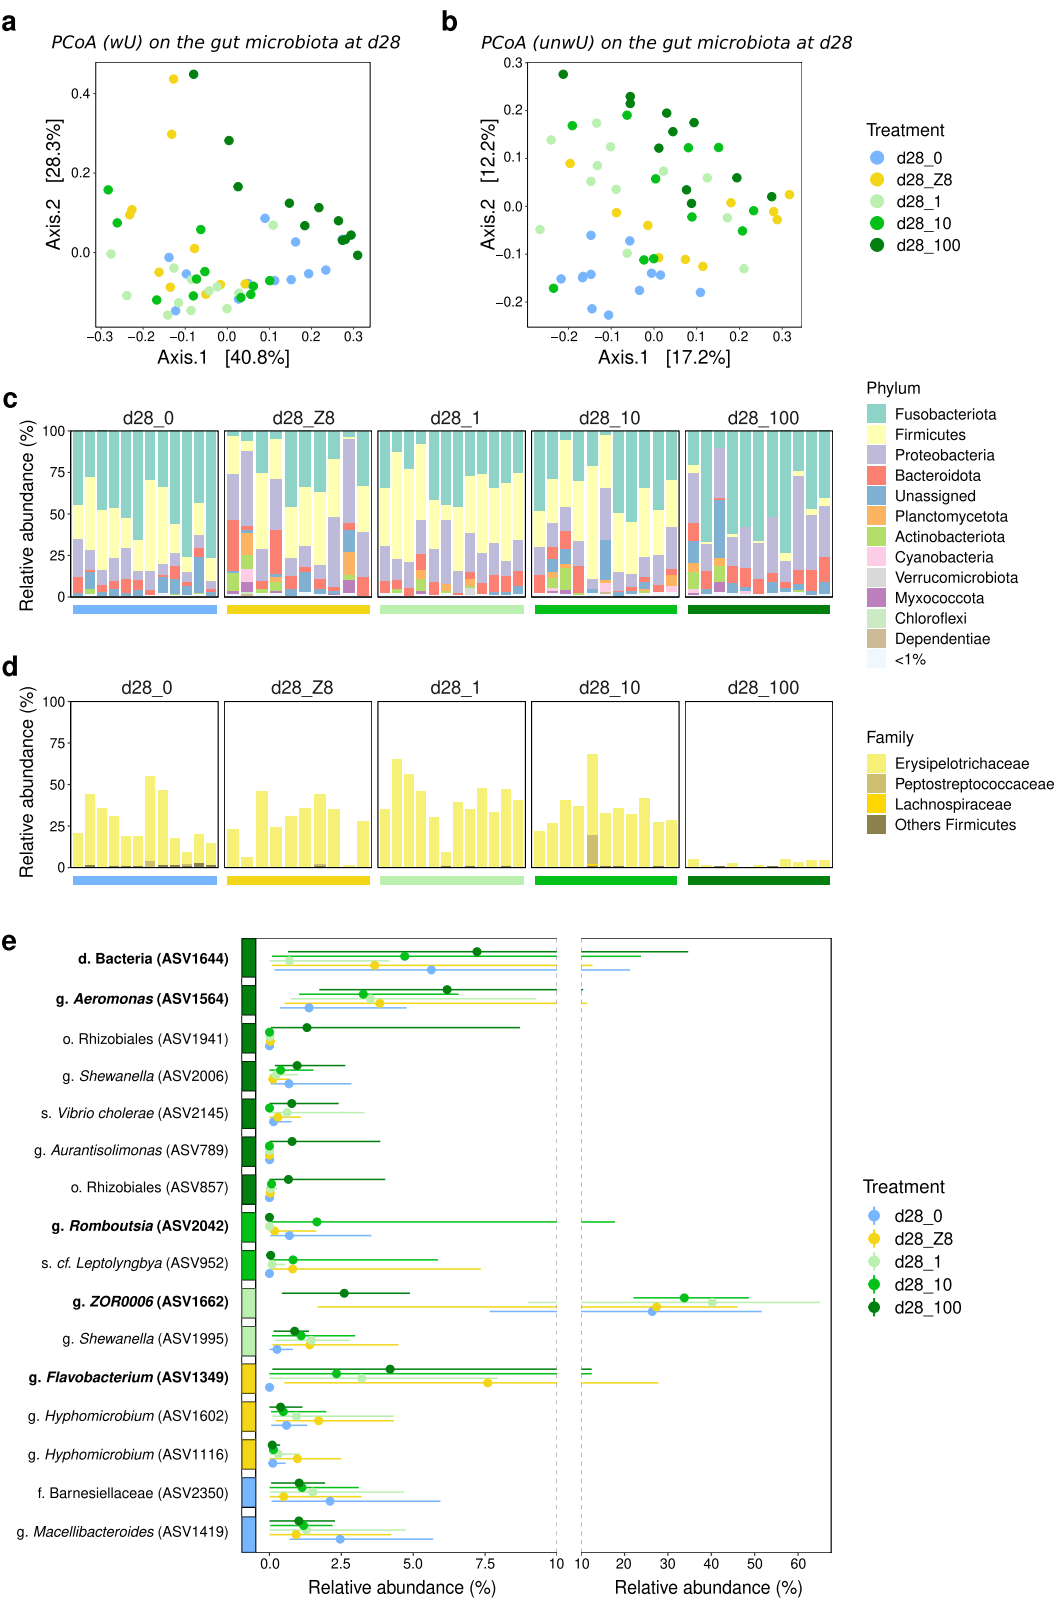 a
PCoA (wU) on the gut microbiota at d28
Axis.2 [28.3%]
0.4
0.2
0.0
−0.3 −0.2 −0.1 0.0 0.1 0.2 0.3
Axis.1 [40.8%]
b
PCoA (unwU) on the gut microbiota at d28
Axis.2 [12.2%]
0.3
0.2
0.1
0.0
−0.1
−0.2
−0.2 −0.1 0.0 0.1 0.2 0.3
Axis.1 [17.2%]
Treatment
d28_0
d28_Z8
d28_1
d28_10
d28_100
c
d28_0 d28_Z8 d28_1 d28_10 d28_100
Relative abundance (%)
100
75
50
25
0
Phylum
Fusobacteriota
Firmicutes
Proteobacteria
Bacteroidota
Unassigned
Planctomycetota
Actinobacteriota
Cyanobacteria
Verrucomicrobiota
Myxococcota
Chloroflexi
Dependentiae
<1%
d
d28_0 d28_Z8 d28_1 d28_10 d28_100
Relative abundance (%)
100
75
50
25
0
Family
Erysipelotrichaceae
Peptostreptococcaceae
Lachnospiraceae
Others Firmicutes
e
d. Bacteria (ASV1644)
g. Aeromonas (ASV1564)
o. Rhizobiales (ASV1941)
g. Shewanella (ASV2006)
s. Vibrio cholerae (ASV2145)
g. Aurantisolimonas (ASV789)
o. Rhizobiales (ASV857)
g. Romboutsia (ASV2042)
s. cf. Leptolyngbya (ASV952)
g. ZOR0006 (ASV1662)
g. Shewanella (ASV1995)
g. Flavobacterium (ASV1349)
g. Hyphomicrobium (ASV1602)
g. Hyphomicrobium (ASV1116)
f. Barnesiellaceae (ASV2350)
g. Macellibacteroides (ASV1419)
0.0 2.5 5.0 7.5 10 10 20 30 40 50 60
Relative abundance (%) Relative abundance (%)
Treatment
d28_0
d28_Z8
d28_1
d28_10
d28_100